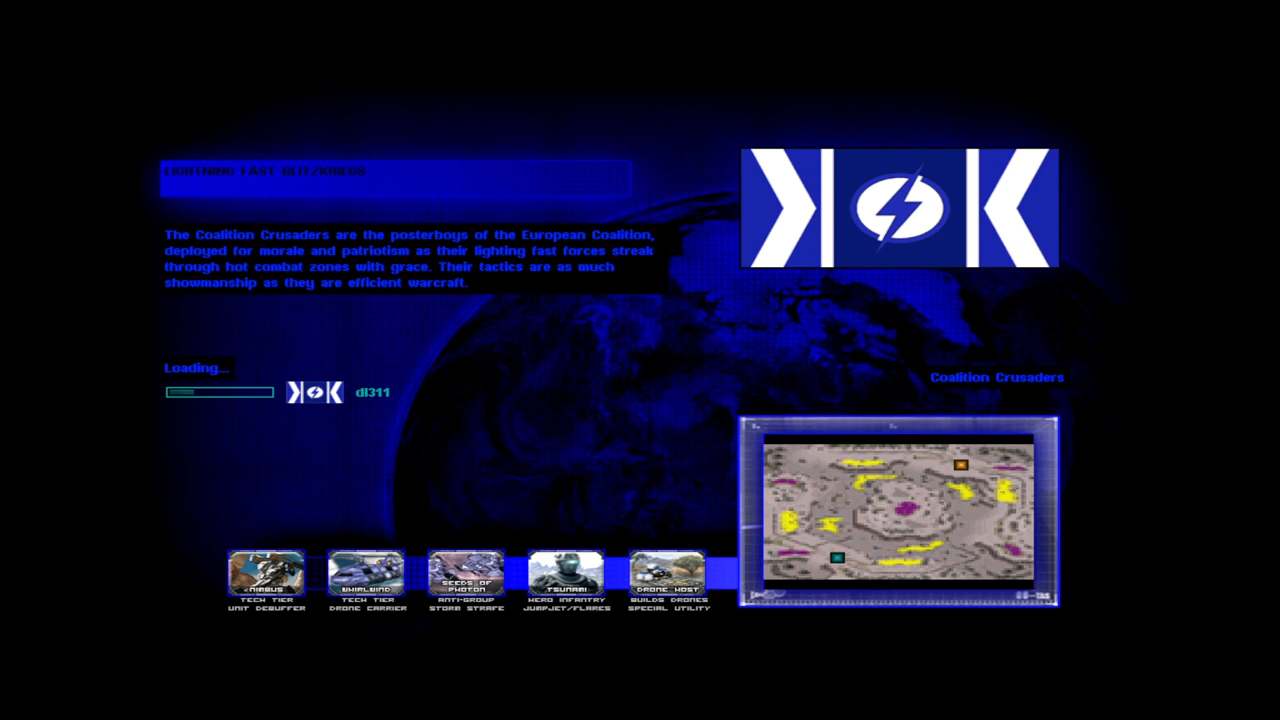 LIGHTNING FAST BLITZKRIEGS
The Coalition Crusaders are the posterboys of the European Coalition,
deployed for morale and patriotism as their lighting fast forces streak
through hot combat zones with grace. Their tactics are as much
showmanship as they are efficient warcraft.
Loading...
dl311
Coalition Crusaders
NIMBUS
TECH TIER
UNIT DEBUFFER
WHIRLWIND
TECH TIER
DRONE CARRIER
SEEDS OF
PHOTON
ANTI-GROUP
STORM STRAFE
TSUNAMI
HERO INFANTRY
JUMPJET/FLARES
DRONE HOST
BUILDS DRONES
SPECIAL UTILITY